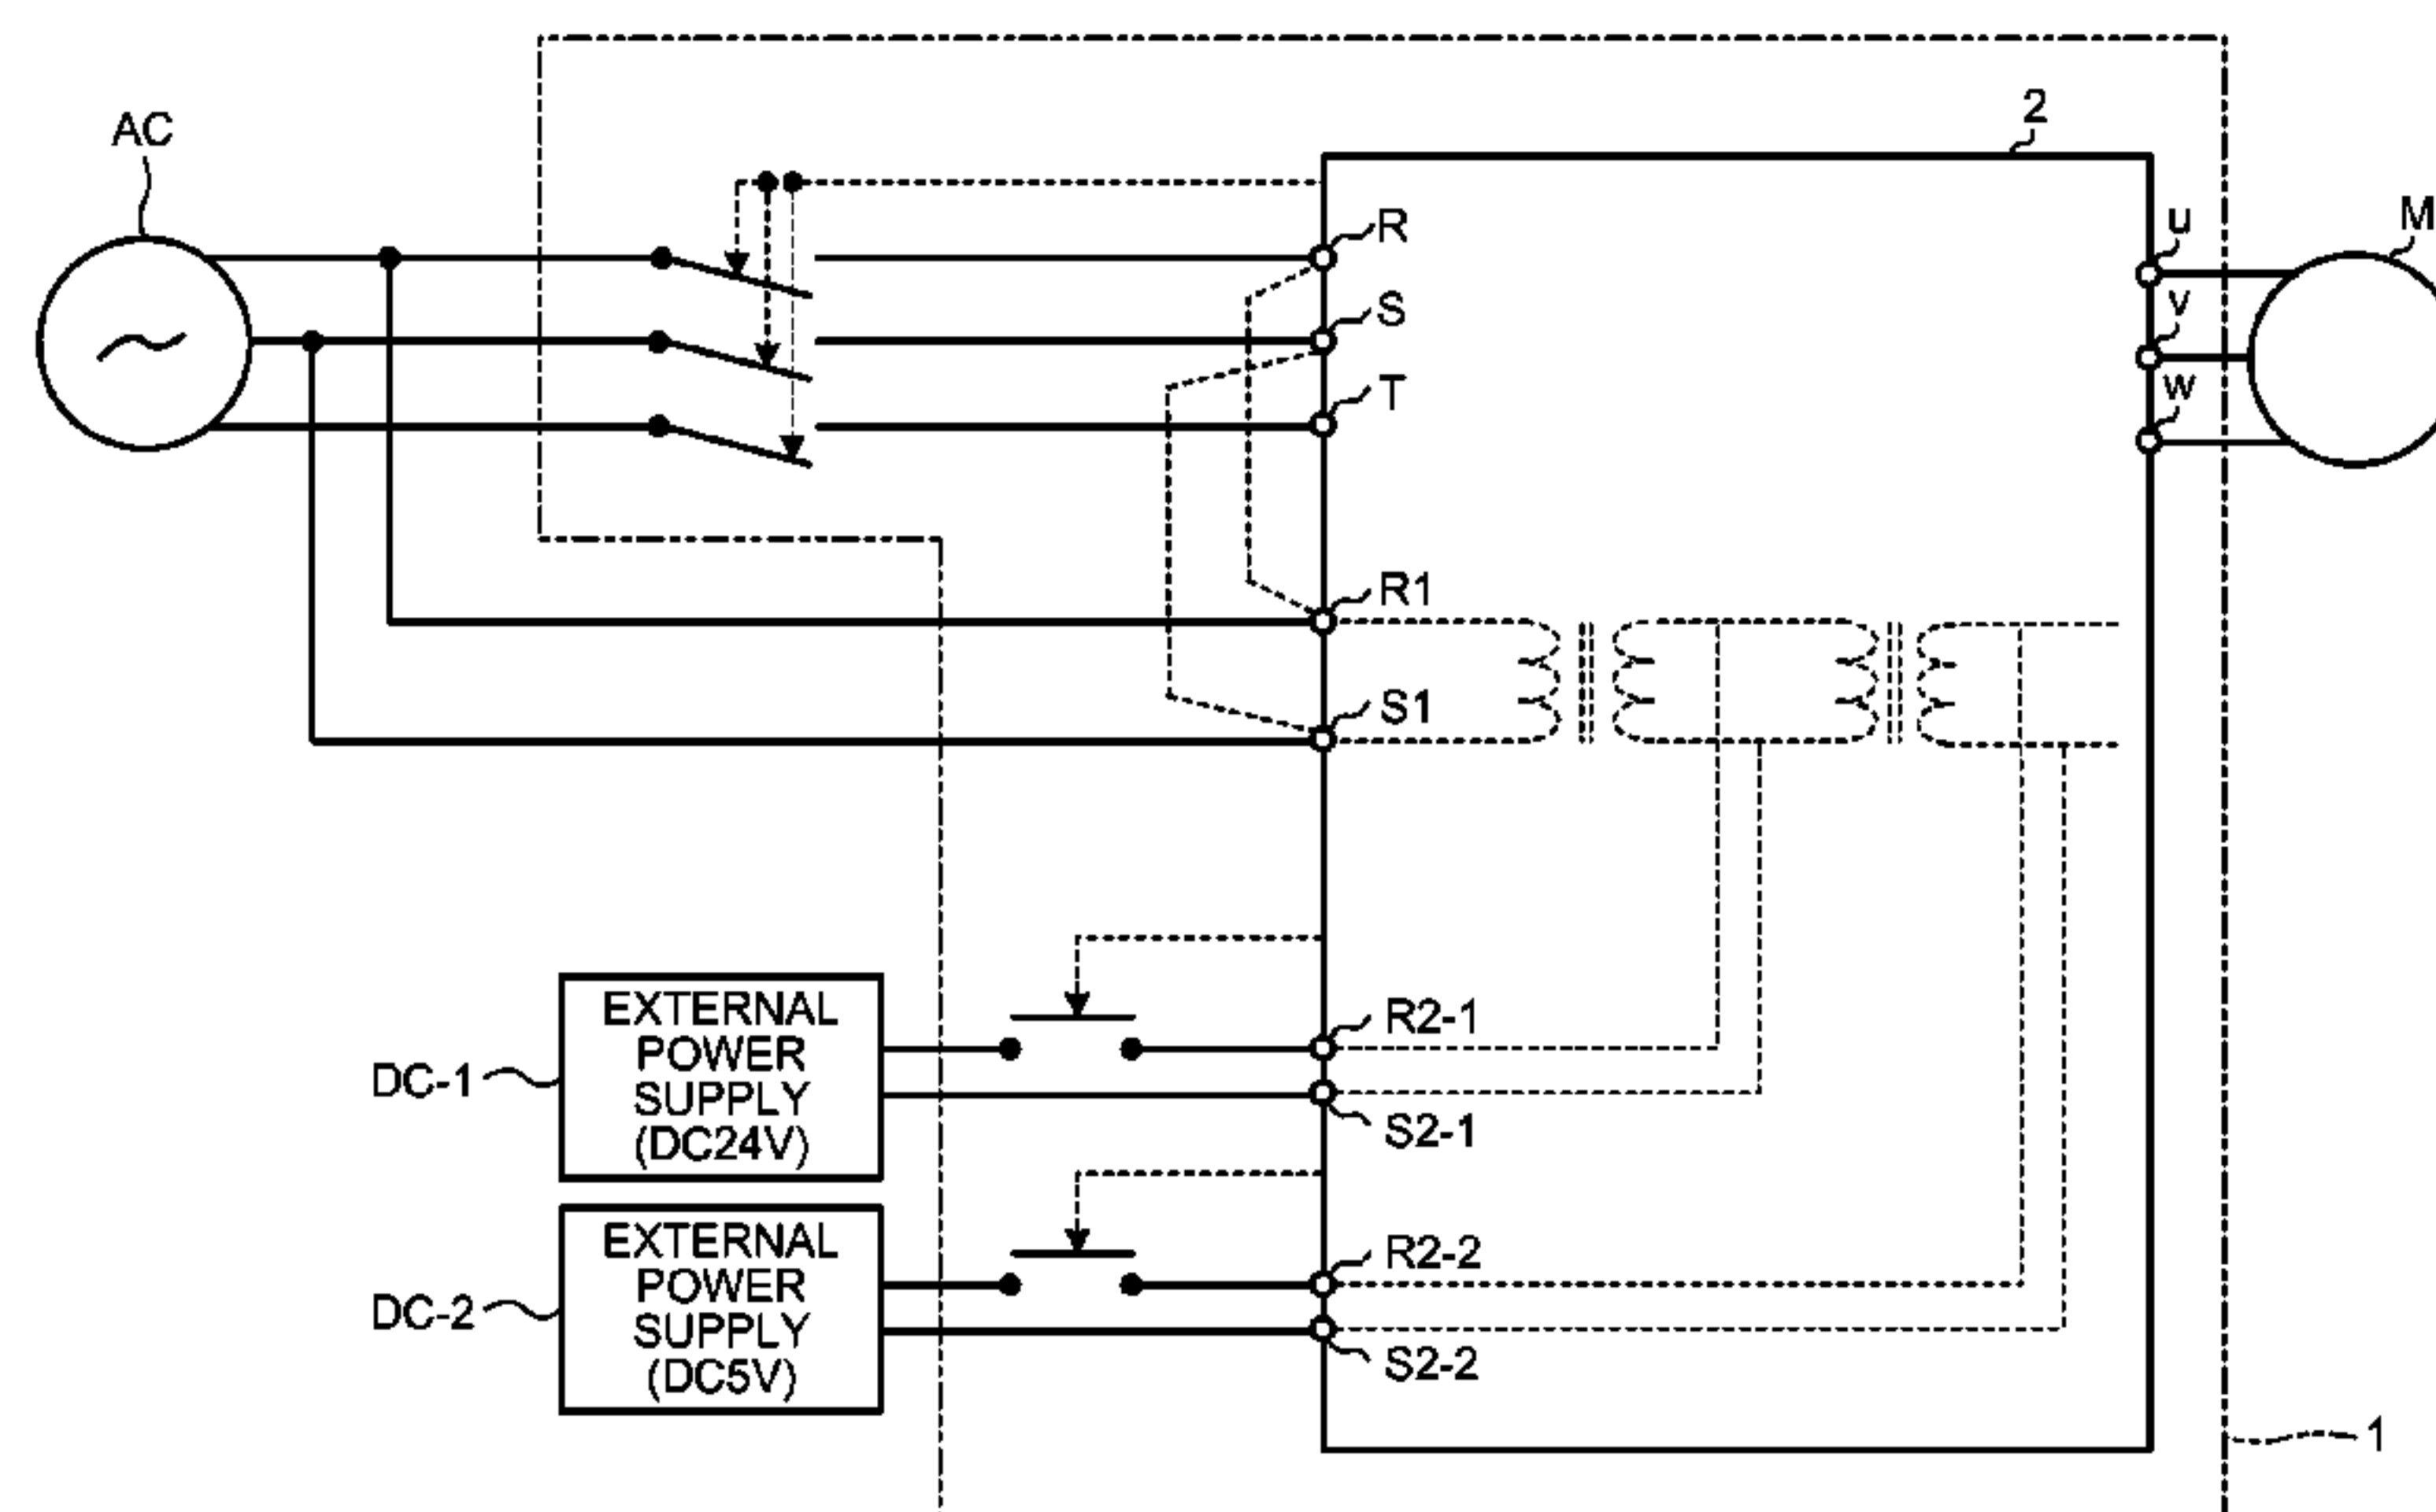 AC
2
R
S
T
U
V
W
M
R1
S1
DC-1
EXTERNAL
POWER
SUPPLY
(DC24V)
R2-1
S2-1
DC-2
EXTERNAL
POWER
SUPPLY
(DC5V)
R2-2
S2-2
1